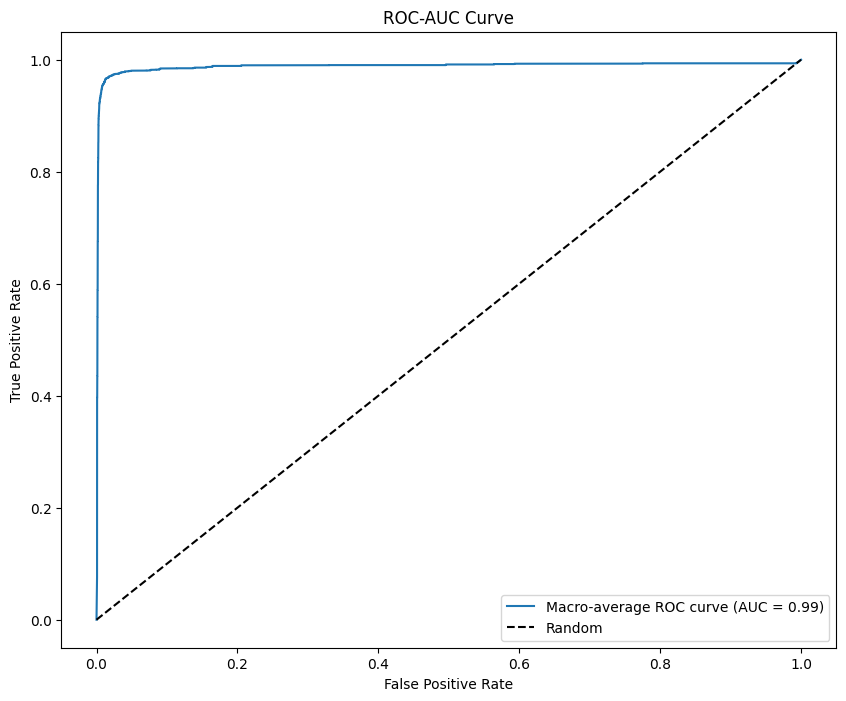 ROC-AUC Curve
1.0
0.8
0.6
0.4
0.2
0.0
True Positive Rate
Macro-average ROC curve (AUC = 0.99)
Random
0.0 0.2 0.4 0.6 0.8 1.0
False Positive Rate